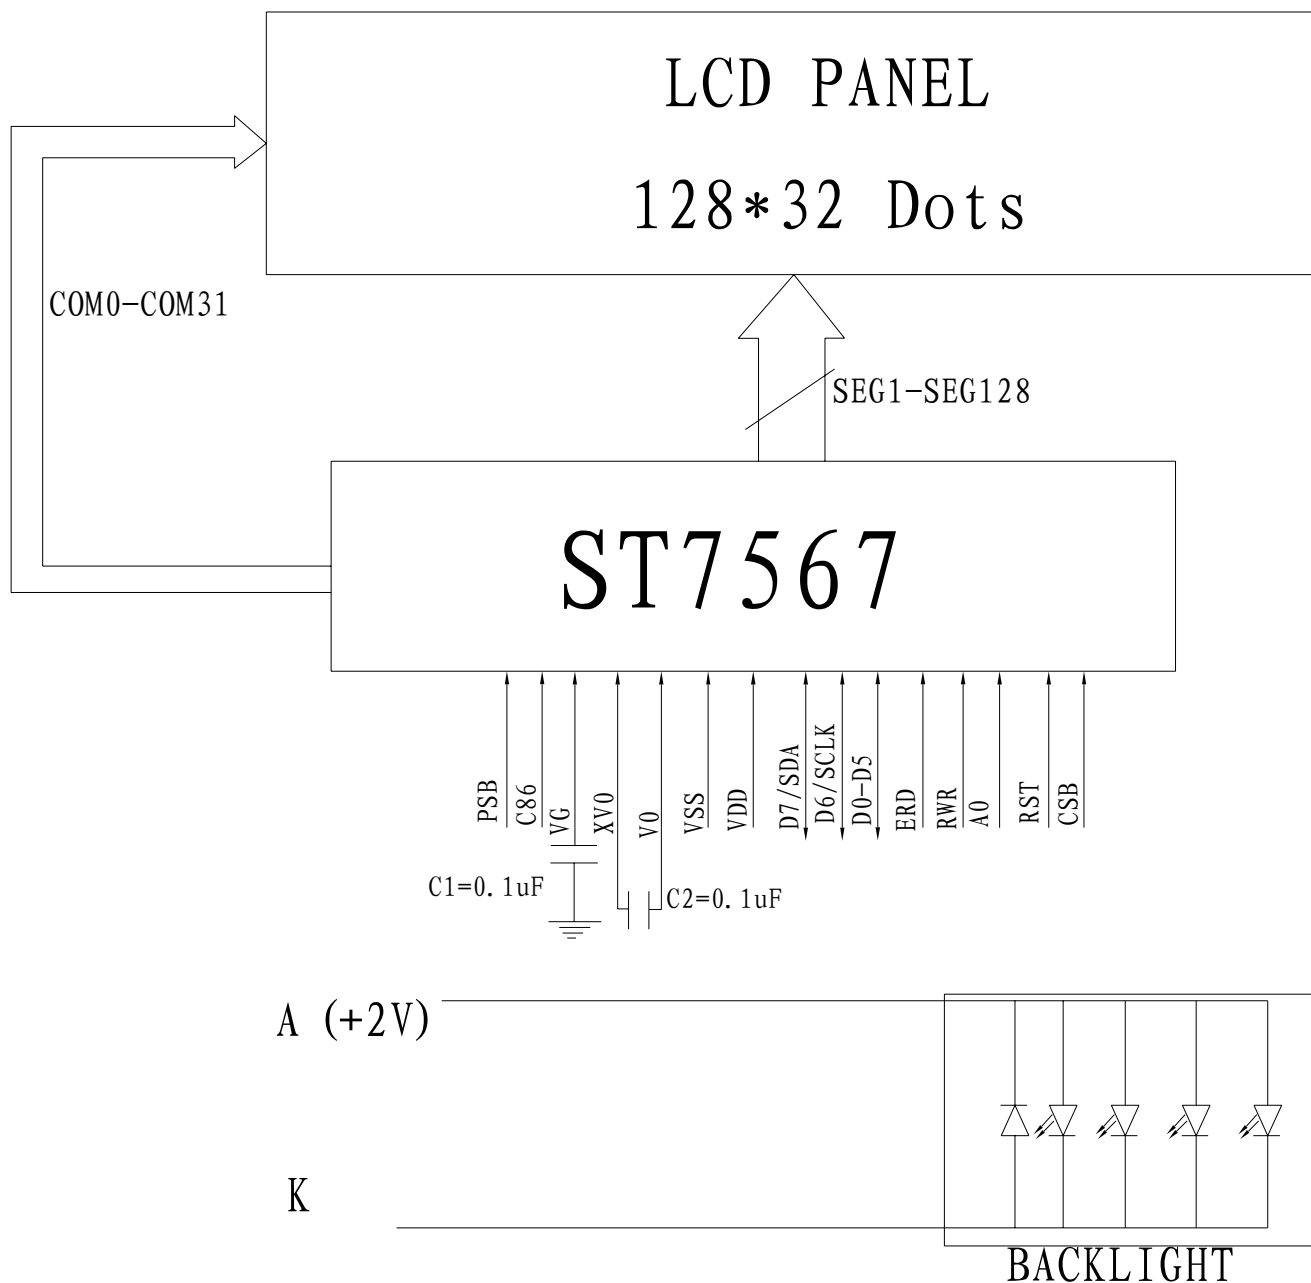 LCD PANEL
128*32 Dots
COM0-COM31
SEG1-SEG128
ST7567
PSB
C86
VG
XV0
V0
VSS
VDD
D7/SDA
D6/SCLK
D0-D5
ERD
RWR
A0
RST
CSB
C1=0.1uF
C2=0.1uF
A (+2V)
K
BACKLIGHT